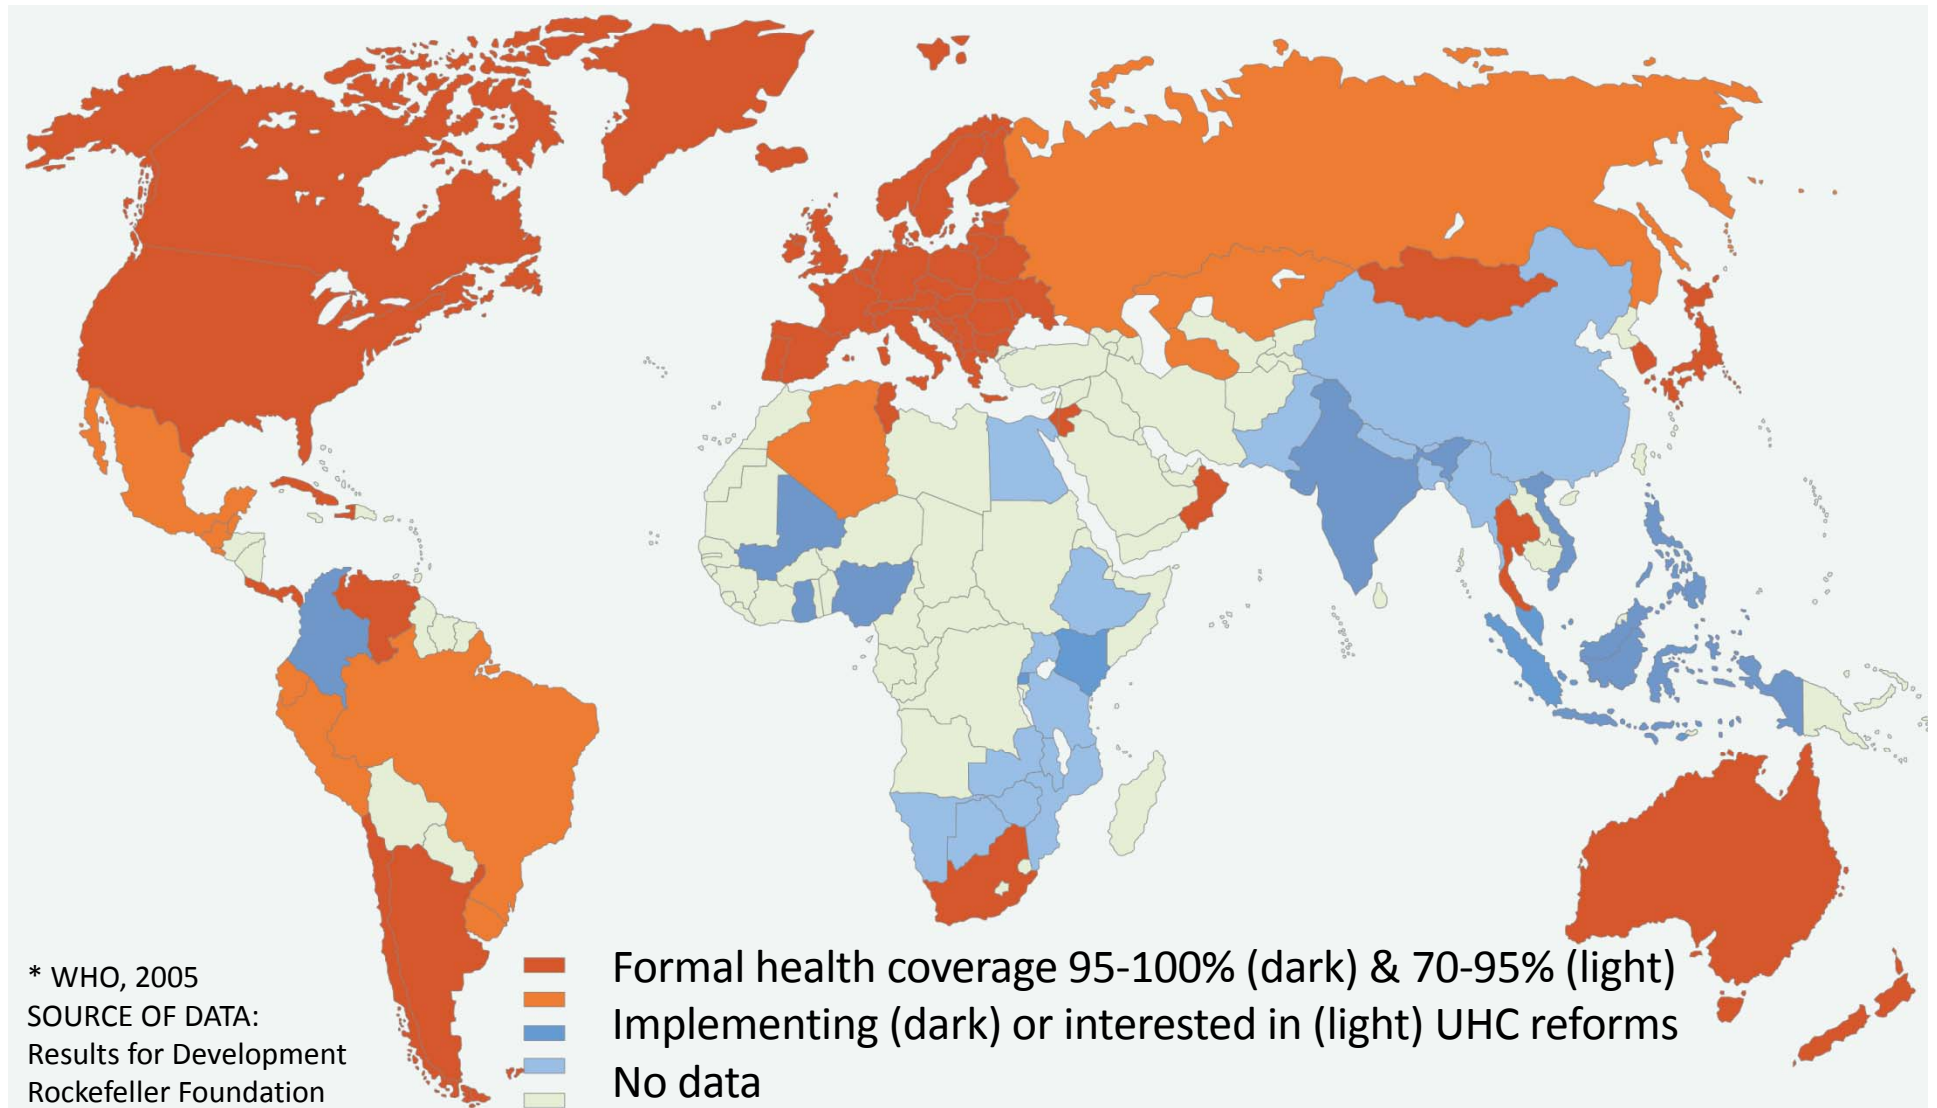 Formal health coverage 95-100% (dark) & 70-95% (light)
Implementing (dark) or interested in (light) UHC reforms
No data
* WHO, 2005
SOURCE OF DATA:
Results for Development
Rockefeller Foundation